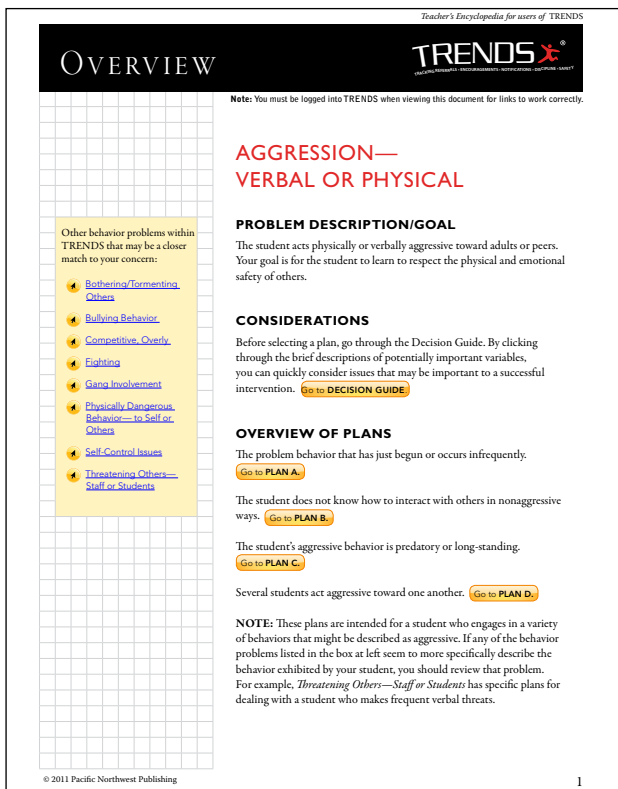 Teacher's Encyclopedia for users of TRENDS
OVERVIEW
TRENDS®
TRACKING REFERRALS • ENCOURAGEMENTS • NOTIFICATIONS • DISCIPLINE • SAFETY
Note: You must be logged into TRENDS when viewing this document for links to work correctly.
AGGRESSION—
VERBAL OR PHYSICAL
Other behavior problems within
TRENDS that may be a closer
match to your concern:
Bothering/Tormenting
Others
Bullying Behavior
Competitive, Overly
Fighting
Gang Involvement
Physically Dangerous
Behavior— to Self or
Others
Self-Control Issues
Threatening Others—
Staff or Students
PROBLEM DESCRIPTION/GOAL
The student acts physically or verbally aggressive toward adults or peers.
Your goal is for the student to learn to respect the physical and emotional
safety of others.
CONSIDERATIONS
Before selecting a plan, go through the Decision Guide. By clicking
through the brief descriptions of potentially important variables,
you can quickly consider issues that may be important to a successful
intervention. Go to DECISION GUIDE
OVERVIEW OF PLANS
The problem behavior that has just begun or occurs infrequently.
Go to PLAN A.
The student does not know how to interact with others in nonaggressive
ways. Go to PLAN B.
The student's aggressive behavior is predatory or long-standing.
Go to PLAN C.
Several students act aggressive toward one another. Go to PLAN D.
NOTE: These plans are intended for a student who engages in a variety
of behaviors that might be described as aggressive. If any of the behavior
problems listed in the box at left seem to more specifically describe the
behavior exhibited by your student, you should review that problem.
For example, Threatening Others—Staff or Students has specific plans for
dealing with a student who makes frequent verbal threats.
© 2011 Pacific Northwest Publishing
1